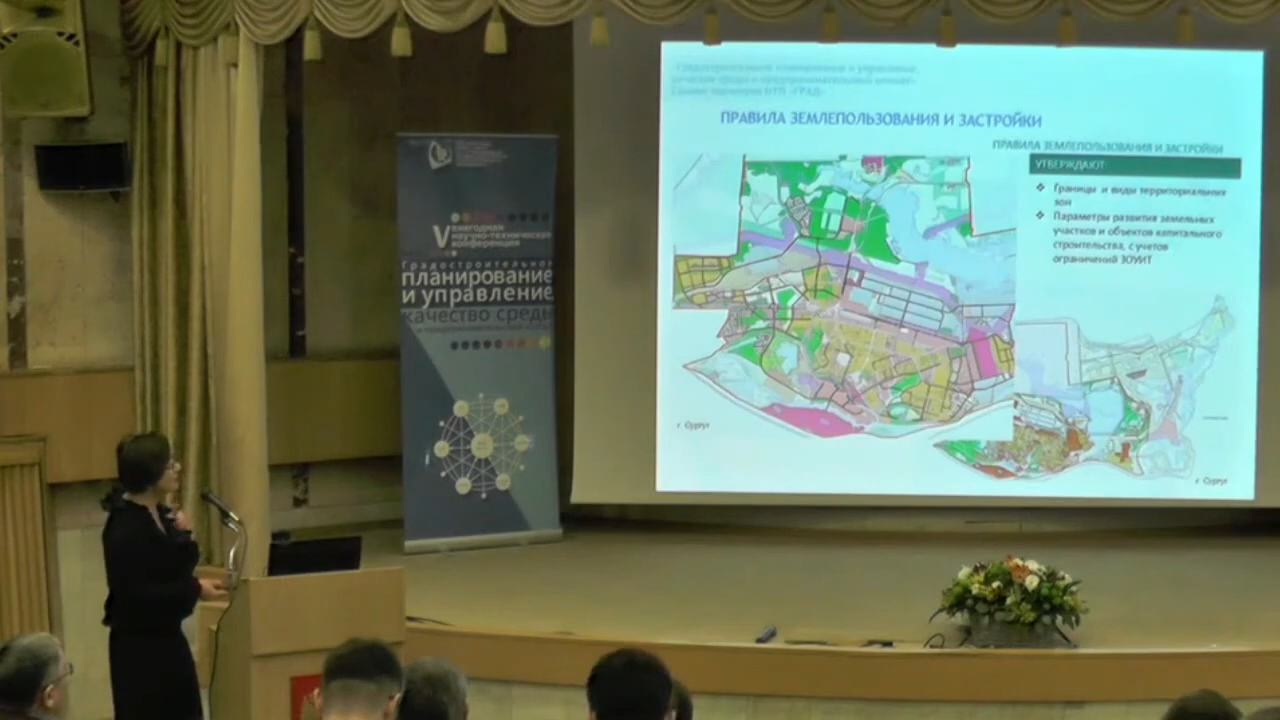 V
ежегодная
научно-техническая
конференция
Градостроительное
планирование
и управление
качество среды
ПРАВИЛА ЗЕМЛЕПОЛЬЗОВАНИЯ И ЗАСТРОЙКИ
ПРАВИЛА ЗЕМЛЕПОЛЬЗОВАНИЯ И ЗАСТРОЙКИ
УТВЕРЖДАЮТ:
❖ Границы и виды территориальных
зон
❖ Параметры развития земельных
участков и объектов капитального
строительства, с учетов
ограничений ЗОУИТ
г. Сургут
г. Сургут